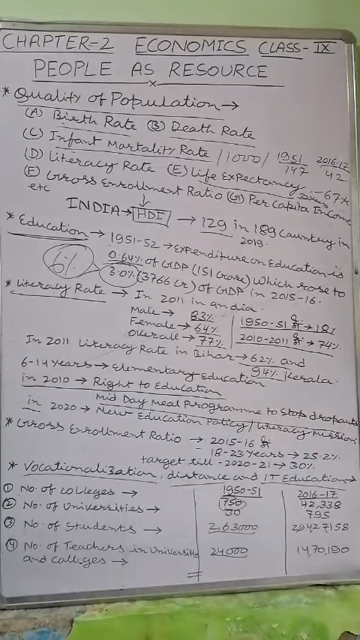 CHAPTER-2 ECONOMICS CLASS-IX
PEOPLE AS RESOURCE
* Quality of Population →
(A) Birth Rate (B) Death Rate
(C) Infant Mortality Rate /1000/ 1951 2016-17
147 42
(D) Literacy Rate (E) Life Expectancy :- 67+
(F) Gross Enrollment Ratio (G) Per Capita Income
etc
INDIA → HDI → 129 in 189 Country in
2018.
* Education → 1951-52 → Expenditure on Education is
0.64% of GDP (151 Crore) which rose to
6% 3.0% (3766 Cr) of GDP in 2015-16.
* Literacy Rate → In 2011 in India
Male → 83% 1950-51 → 18%
Female → 64% 2010-2011 → 74%
Overall → 77%
In 2011 Literacy Rate in Bihar → 62% and
94% Kerala.
6-14 years → Elementary Education
in 2010 → Right to Education
Mid Day Meal Programme to Stop dropouts
in 2020 → New Education Policy/Literacy Mission
* Gross Enrollment Ratio → 2015-16
18-23 Years → 25.2%
target till -2020-21 → 30%
* Vocationalization, distance and IT Education →
1950-51 2016-17
① No. of Colleges → 750 42,338
② No. of Universities → 30 795
③ No. of Students → 2,63000 2,9427158
④ No. of Teachers in Universities 24000 14,70,190
and Colleges →